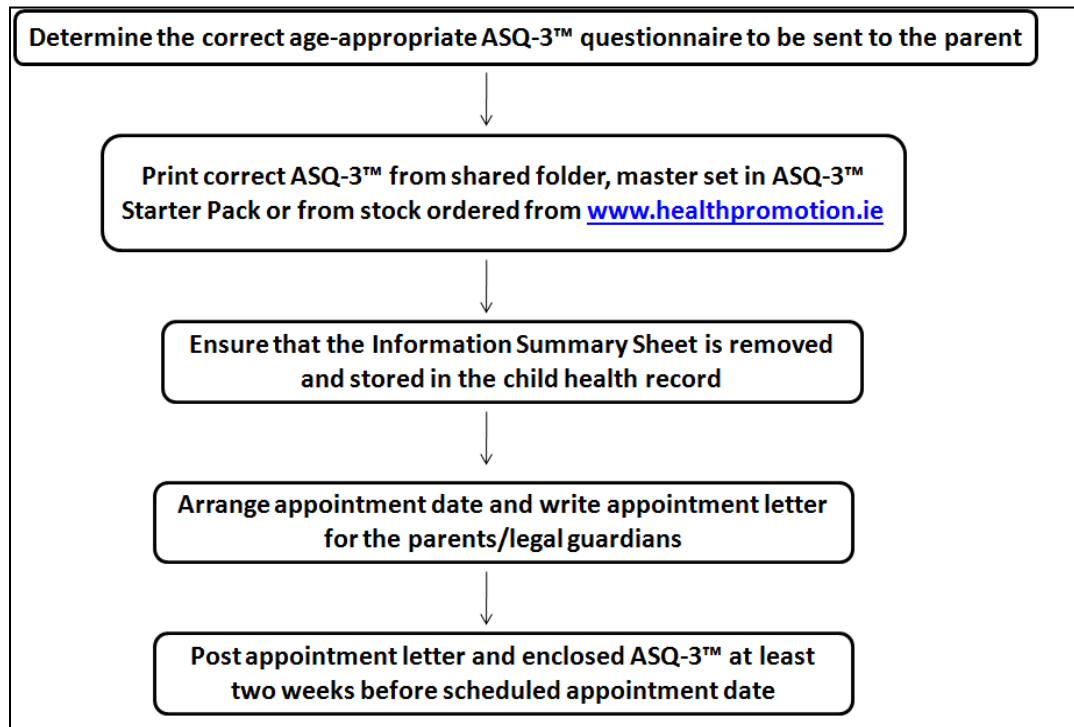 Determine the correct age-appropriate ASQ-3™ questionnaire to be sent to the parent
Print correct ASQ-3™ from shared folder, master set in ASQ-3™
Starter Pack or from stock ordered from www.healthpromotion.ie
Ensure that the Information Summary Sheet is removed
and stored in the child health record
Arrange appointment date and write appointment letter
for the parents/legal guardians
Post appointment letter and enclosed ASQ-3™ at least
two weeks before scheduled appointment date